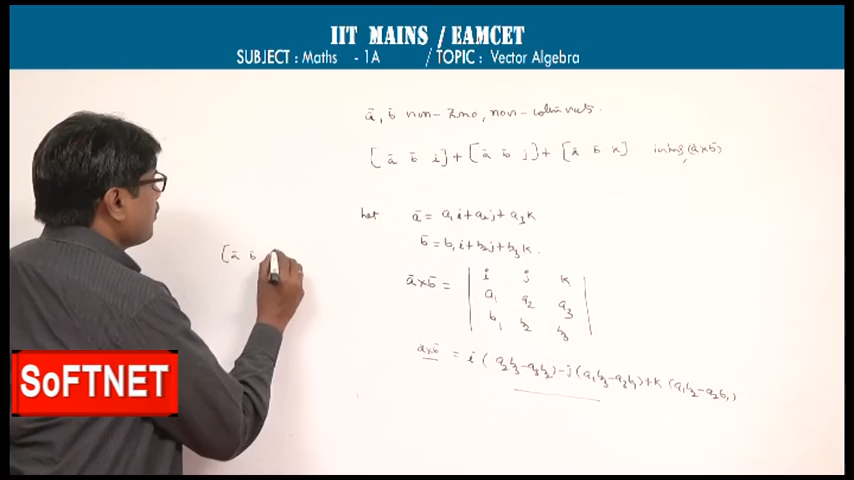 IIT MAINS / EAMCET
SUBJECT : Maths - 1A / TOPIC : Vector Algebra
ā, b̄ non-zero, non-collinear
[ā b̄ i] + [ā b̄ j] + [ā b̄ k] (ā×b̄)
let ā = a₁i + a₂j + a₃k
b̄ = b₁i + b₂j + b₃k.
ā×b̄ = | i j k
a₁ a₂ a₃
b₁ b₂ b₃ |
[ā b̄
ā×b̄ = i (a₂b₃ - a₃b₂) - j (a₁b₃ - a₃b₁) + k (a₁b₂ - a₂b₁)
SOFTNET